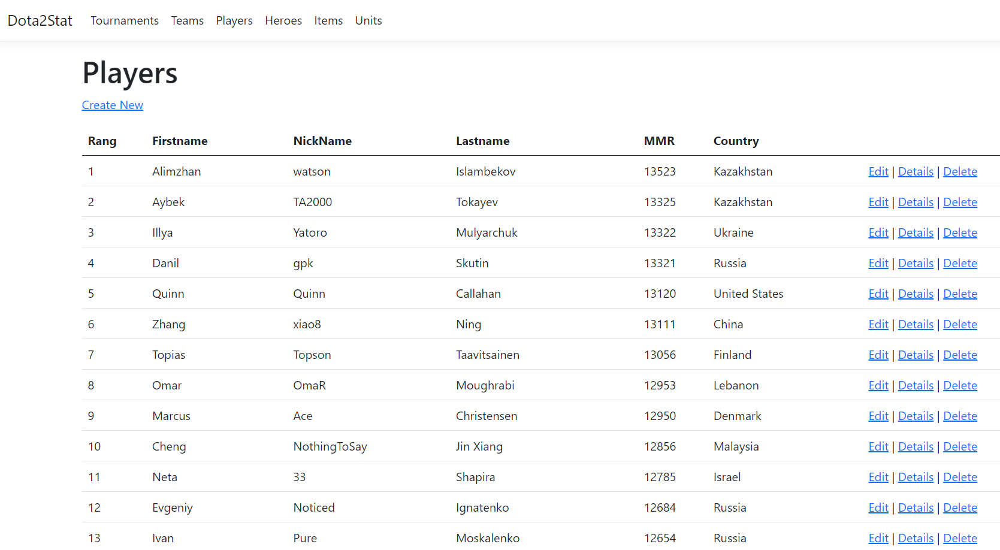 Dota2Stat Tournaments Teams Players Heroes Items Units
Players
Create New
Rang Firstname NickName Lastname MMR Country
1 Alimzhan watson Islambekov 13523 Kazakhstan Edit | Details | Delete
2 Aybek TA2000 Tokayev 13325 Kazakhstan Edit | Details | Delete
3 Illya Yatoro Mulyarchuk 13322 Ukraine Edit | Details | Delete
4 Danil gpk Skutin 13321 Russia Edit | Details | Delete
5 Quinn Quinn Callahan 13120 United States Edit | Details | Delete
6 Zhang xiao8 Ning 13111 China Edit | Details | Delete
7 Topias Topson Taavitsainen 13056 Finland Edit | Details | Delete
8 Omar OmaR Moughrabi 12953 Lebanon Edit | Details | Delete
9 Marcus Ace Christensen 12950 Denmark Edit | Details | Delete
10 Cheng NothingToSay Jin Xiang 12856 Malaysia Edit | Details | Delete
11 Neta 33 Shapira 12785 Israel Edit | Details | Delete
12 Evgeniy Noticed Ignatenko 12684 Russia Edit | Details | Delete
13 Ivan Pure Moskalenko 12654 Russia Edit | Details | Delete